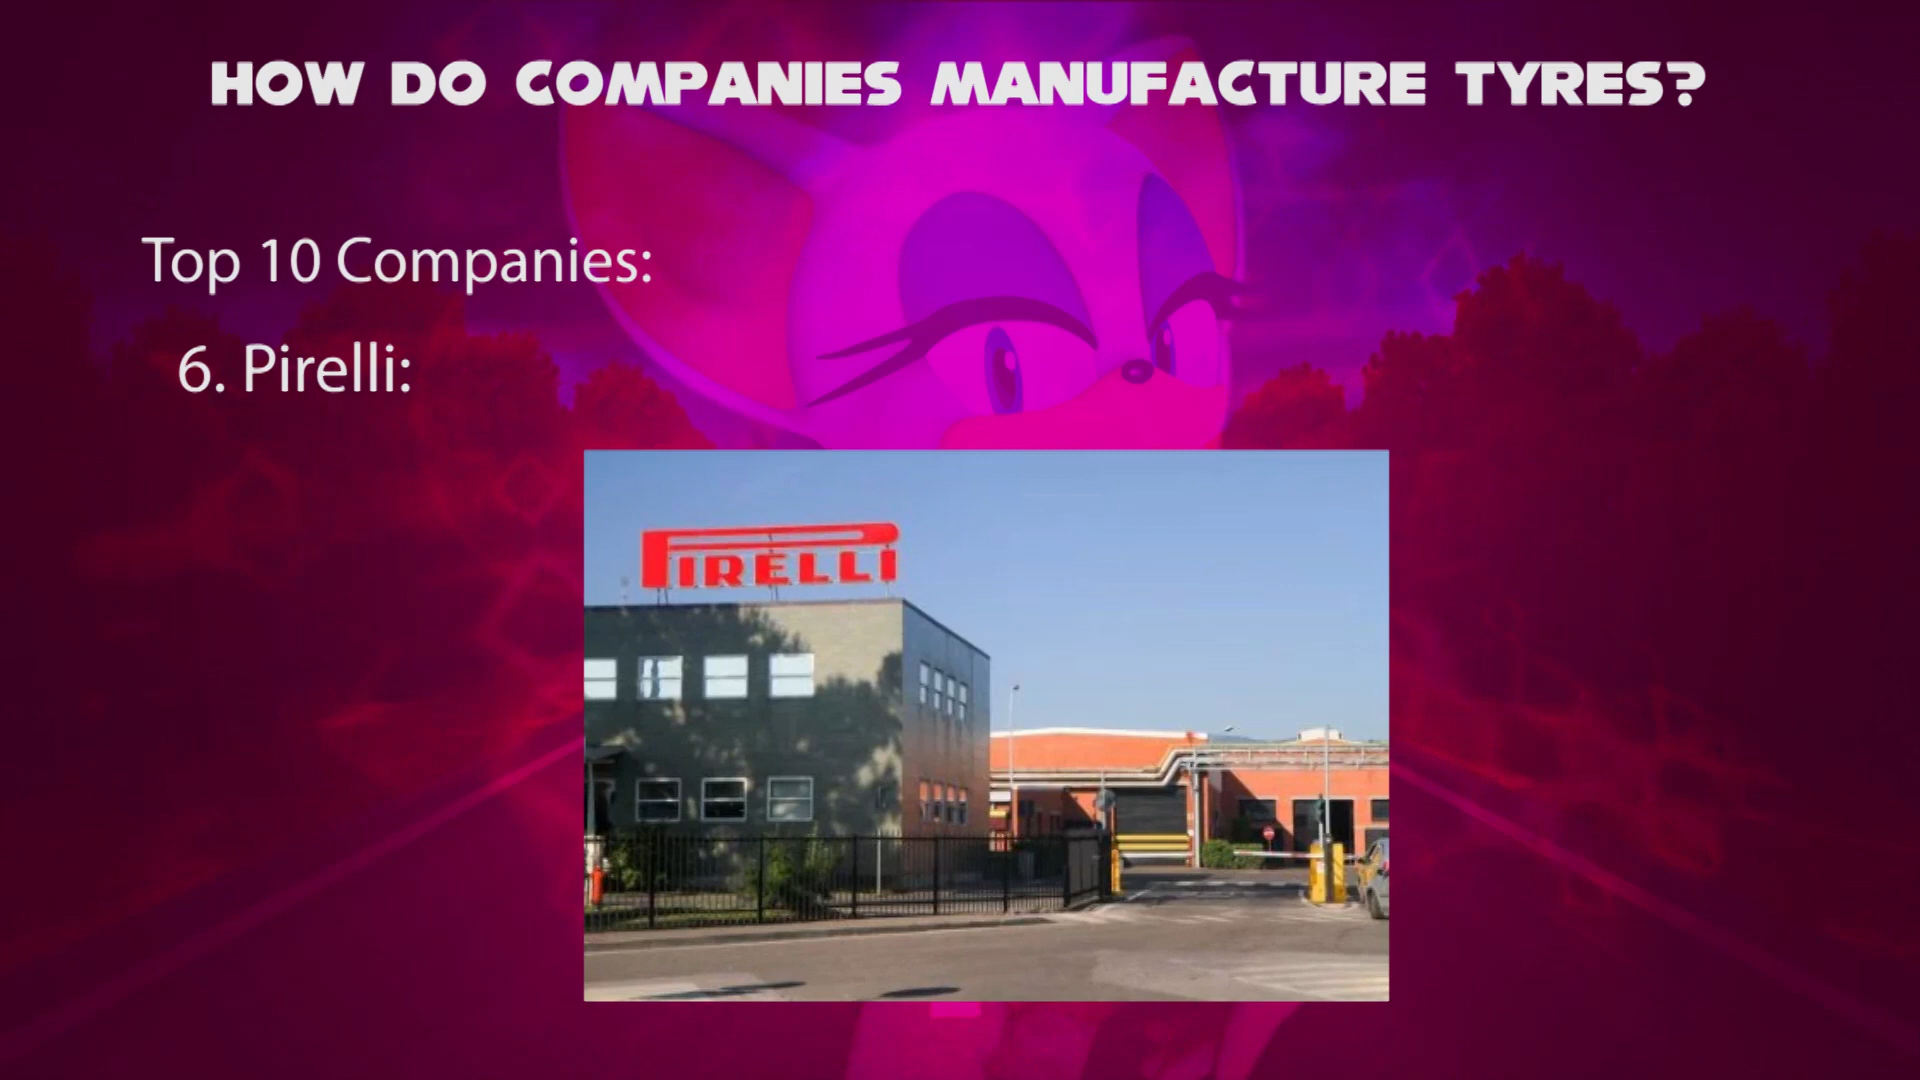 HOW DO COMPANIES MANUFACTURE TYRES?
Top 10 Companies:
6. Pirelli:
PIRELLI